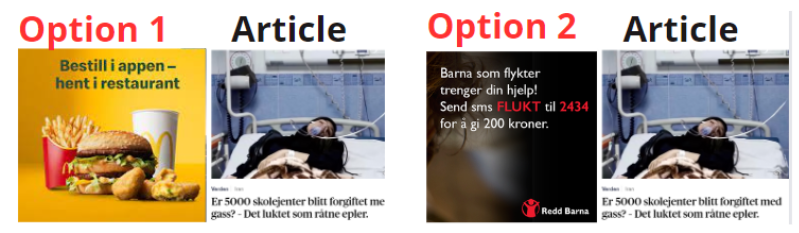 Option 1
Article
Bestill i appen –
hent i restaurant
Verden Iran
Er 5000 skolejenter blitt forgiftet me
gass? - Det luktet som råtne epler.
Option 2
Article
Barna som flykter
trenger din hjelp!
Send sms FLUKT til 2434
for å gi 200 kroner.
Redd Barna
Verden Iran
Er 5000 skolejenter blitt forgiftet med
gass? - Det luktet som råtne epler.